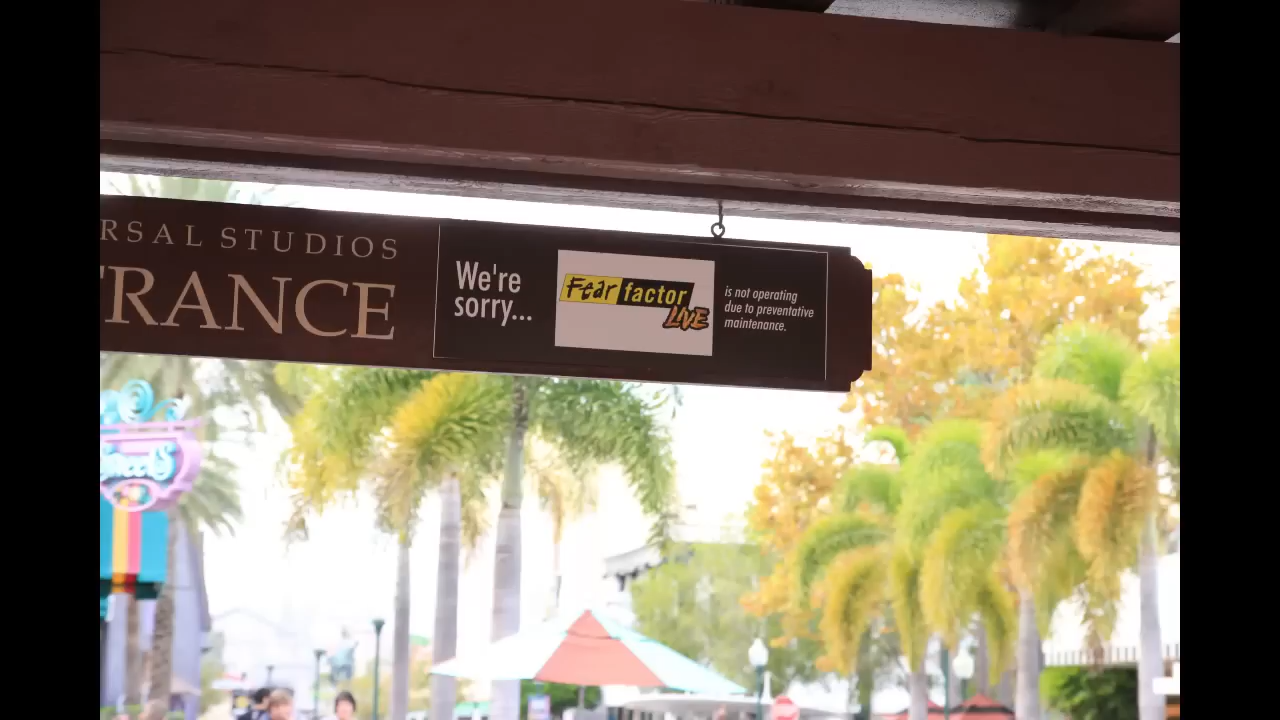 RSAL STUDIOS
TRANCE
We're
sorry...
Fear factor
LIVE
is not operating
due to preventative
maintenance.